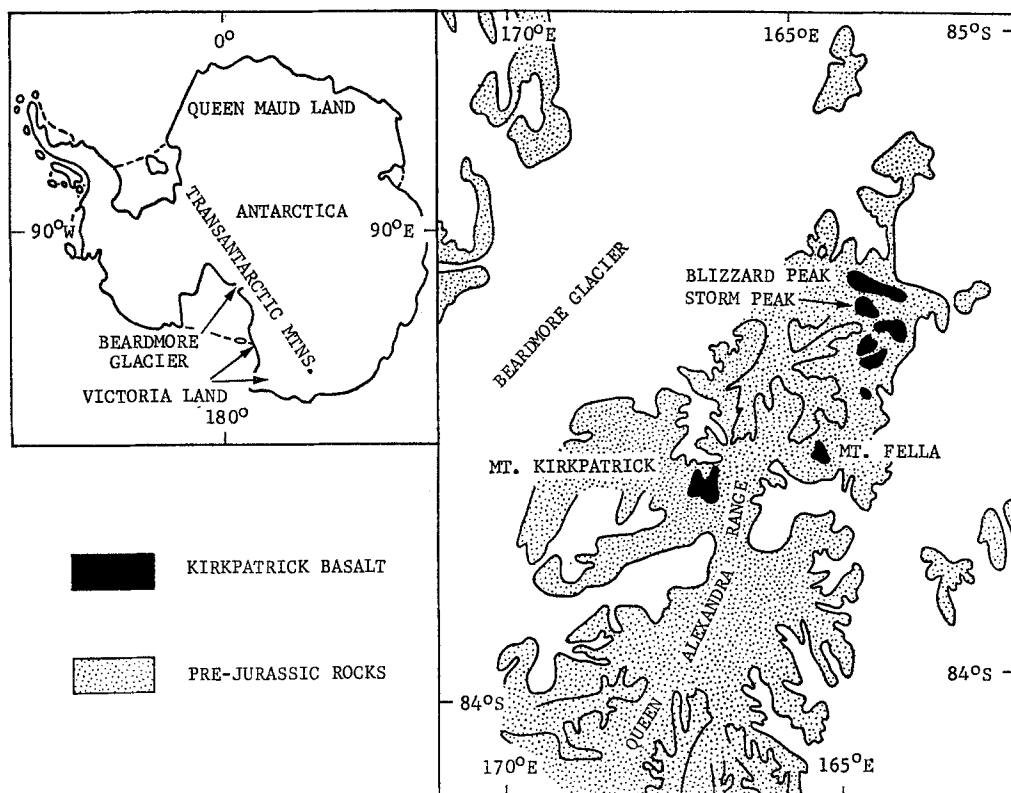 0°
QUEEN MAUD LAND
TRANSANTARCTIC MTNS.
ANTARCTICA
90°W
90°E
BEARDMORE
GLACIER
VICTORIA LAND
180°
KIRKPATRICK BASALT
PRE-JURASSIC ROCKS
170°E
165°E
85°S
BLIZZARD PEAK
STORM PEAK
BEARDMORE GLACIER
MT. KIRKPATRICK
MT. FELLA
QUEEN ALEXANDRA RANGE
84°S
84°S
170°E
165°E